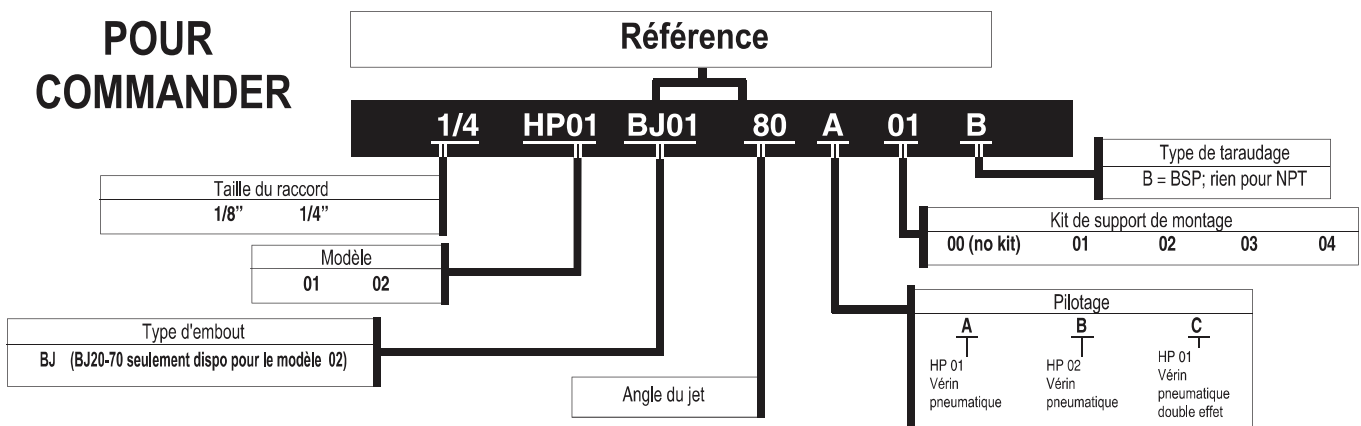 POUR
COMMANDER
Référence
1/4 HP01 BJ01 80 A 01 B
Type de taraudage
B = BSP; rien pour NPT
Taille du raccord
1/8” 1/4”
Kit de support de montage
00 (no kit) 01 02 03 04
Modèle
01 02
Pilotage
A B C
HP 01
Vérin
pneumatique
HP 02
Vérin
pneumatique
HP 01
Vérin
pneumatique
double effet
Type d'embout
BJ (BJ20-70 seulement dispo pour le modèle 02)
Angle du jet